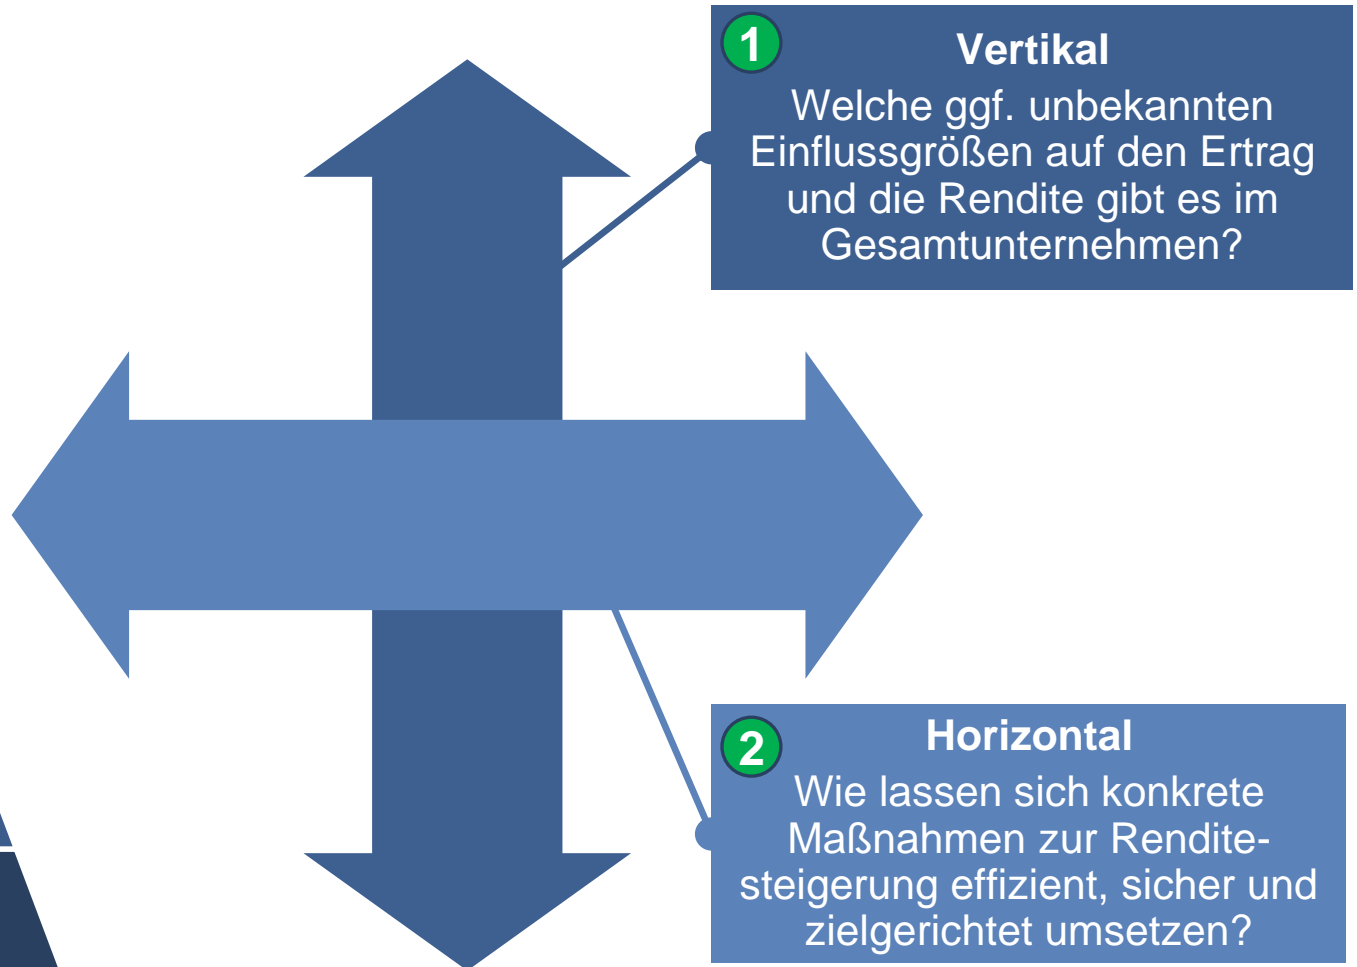 1
Vertikal
Welche ggf. unbekannten
Einflussgrößen auf den Ertrag
und die Rendite gibt es im
Gesamtunternehmen?
2
Horizontal
Wie lassen sich konkrete
Maßnahmen zur Rendite-
steigerung effizient, sicher und
zielgerichtet umsetzen?